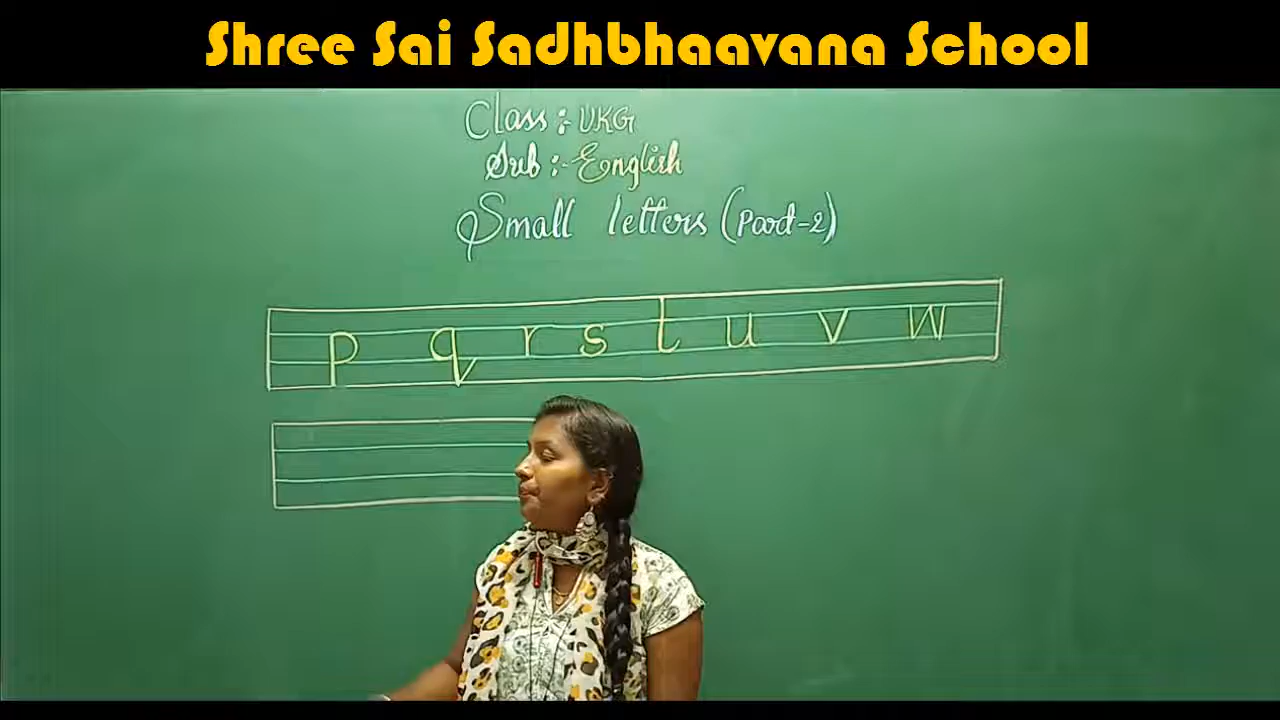 Shree Sai Sadhbhaavana School
Class :- UKG
Sub :- English
Small letters (Part-2)
p q r s t u v w